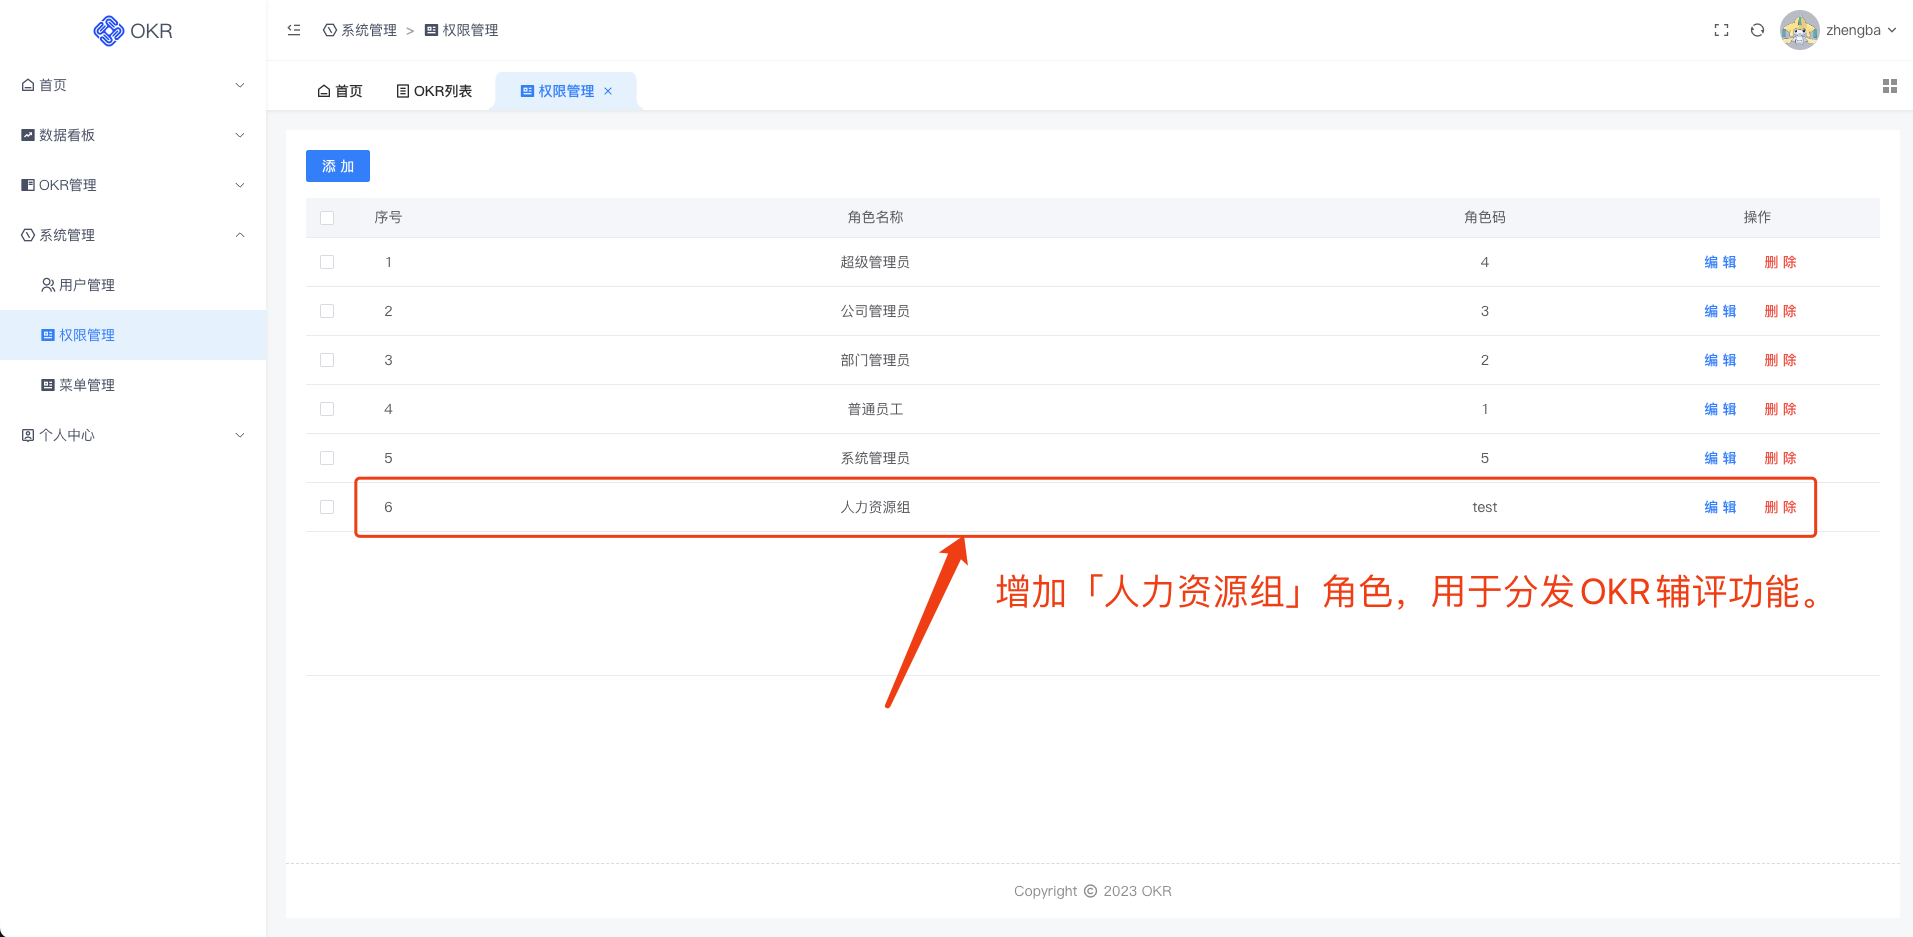 OKR
系统管理 > 权限管理
zhengba
首页
OKR列表
权限管理
首页
数据看板
OKR管理
系统管理
用户管理
权限管理
菜单管理
个人中心
添 加
序号 角色名称 角色码 操作
1 超级管理员 4 编 辑 删 除
2 公司管理员 3 编 辑 删 除
3 部门管理员 2 编 辑 删 除
4 普通员工 1 编 辑 删 除
5 系统管理员 5 编 辑 删 除
6 人力资源组 test 编 辑 删 除
增加「人力资源组」角色，用于分发OKR辅评功能。
Copyright © 2023 OKR